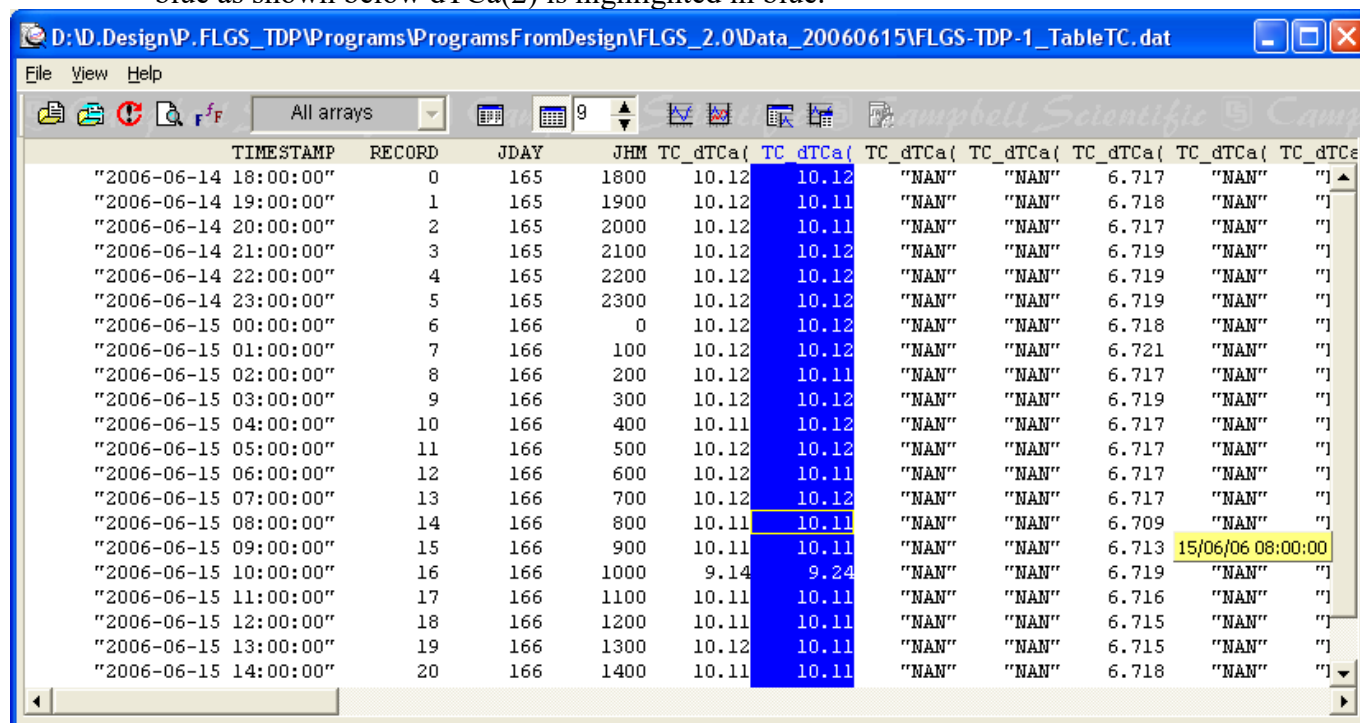 blue as shown below dTCa(2) is highlighted in blue.
D:\D.Design\P.FLGS_TDP\Programs\ProgramsFromDesign\FLGS_2.0\Data_20060615\FLGS-TDP-1_TableTC.dat
File View Help
All arrays 9
TIMESTAMP RECORD JDAY JHM TC_dTCa( TC_dTCa( TC_dTCa( TC_dTCa( TC_dTCa( TC_dTCa( TC_dTCa
"2006-06-14 18:00:00" 0 165 1800 10.12 10.12 "NAN" "NAN" 6.717 "NAN"
"2006-06-14 19:00:00" 1 165 1900 10.12 10.11 "NAN" "NAN" 6.718 "NAN"
"2006-06-14 20:00:00" 2 165 2000 10.12 10.11 "NAN" "NAN" 6.717 "NAN"
"2006-06-14 21:00:00" 3 165 2100 10.12 10.12 "NAN" "NAN" 6.719 "NAN"
"2006-06-14 22:00:00" 4 165 2200 10.12 10.12 "NAN" "NAN" 6.719 "NAN"
"2006-06-14 23:00:00" 5 165 2300 10.12 10.12 "NAN" "NAN" 6.719 "NAN"
"2006-06-15 00:00:00" 6 166 0 10.12 10.12 "NAN" "NAN" 6.718 "NAN"
"2006-06-15 01:00:00" 7 166 100 10.12 10.12 "NAN" "NAN" 6.721 "NAN"
"2006-06-15 02:00:00" 8 166 200 10.12 10.11 "NAN" "NAN" 6.717 "NAN"
"2006-06-15 03:00:00" 9 166 300 10.12 10.12 "NAN" "NAN" 6.719 "NAN"
"2006-06-15 04:00:00" 10 166 400 10.11 10.12 "NAN" "NAN" 6.717 "NAN"
"2006-06-15 05:00:00" 11 166 500 10.12 10.12 "NAN" "NAN" 6.717 "NAN"
"2006-06-15 06:00:00" 12 166 600 10.12 10.11 "NAN" "NAN" 6.717 "NAN"
"2006-06-15 07:00:00" 13 166 700 10.12 10.12 "NAN" "NAN" 6.717 "NAN"
"2006-06-15 08:00:00" 14 166 800 10.11 10.11 "NAN" "NAN" 6.709 "NAN"
"2006-06-15 09:00:00" 15 166 900 10.11 10.11 "NAN" "NAN" 6.713 15/06/06 08:00:00
"2006-06-15 10:00:00" 16 166 1000 9.14 9.24 "NAN" "NAN" 6.719 "NAN"
"2006-06-15 11:00:00" 17 166 1100 10.11 10.11 "NAN" "NAN" 6.716 "NAN"
"2006-06-15 12:00:00" 18 166 1200 10.11 10.11 "NAN" "NAN" 6.715 "NAN"
"2006-06-15 13:00:00" 19 166 1300 10.12 10.11 "NAN" "NAN" 6.715 "NAN"
"2006-06-15 14:00:00" 20 166 1400 10.11 10.11 "NAN" "NAN" 6.718 "NAN"